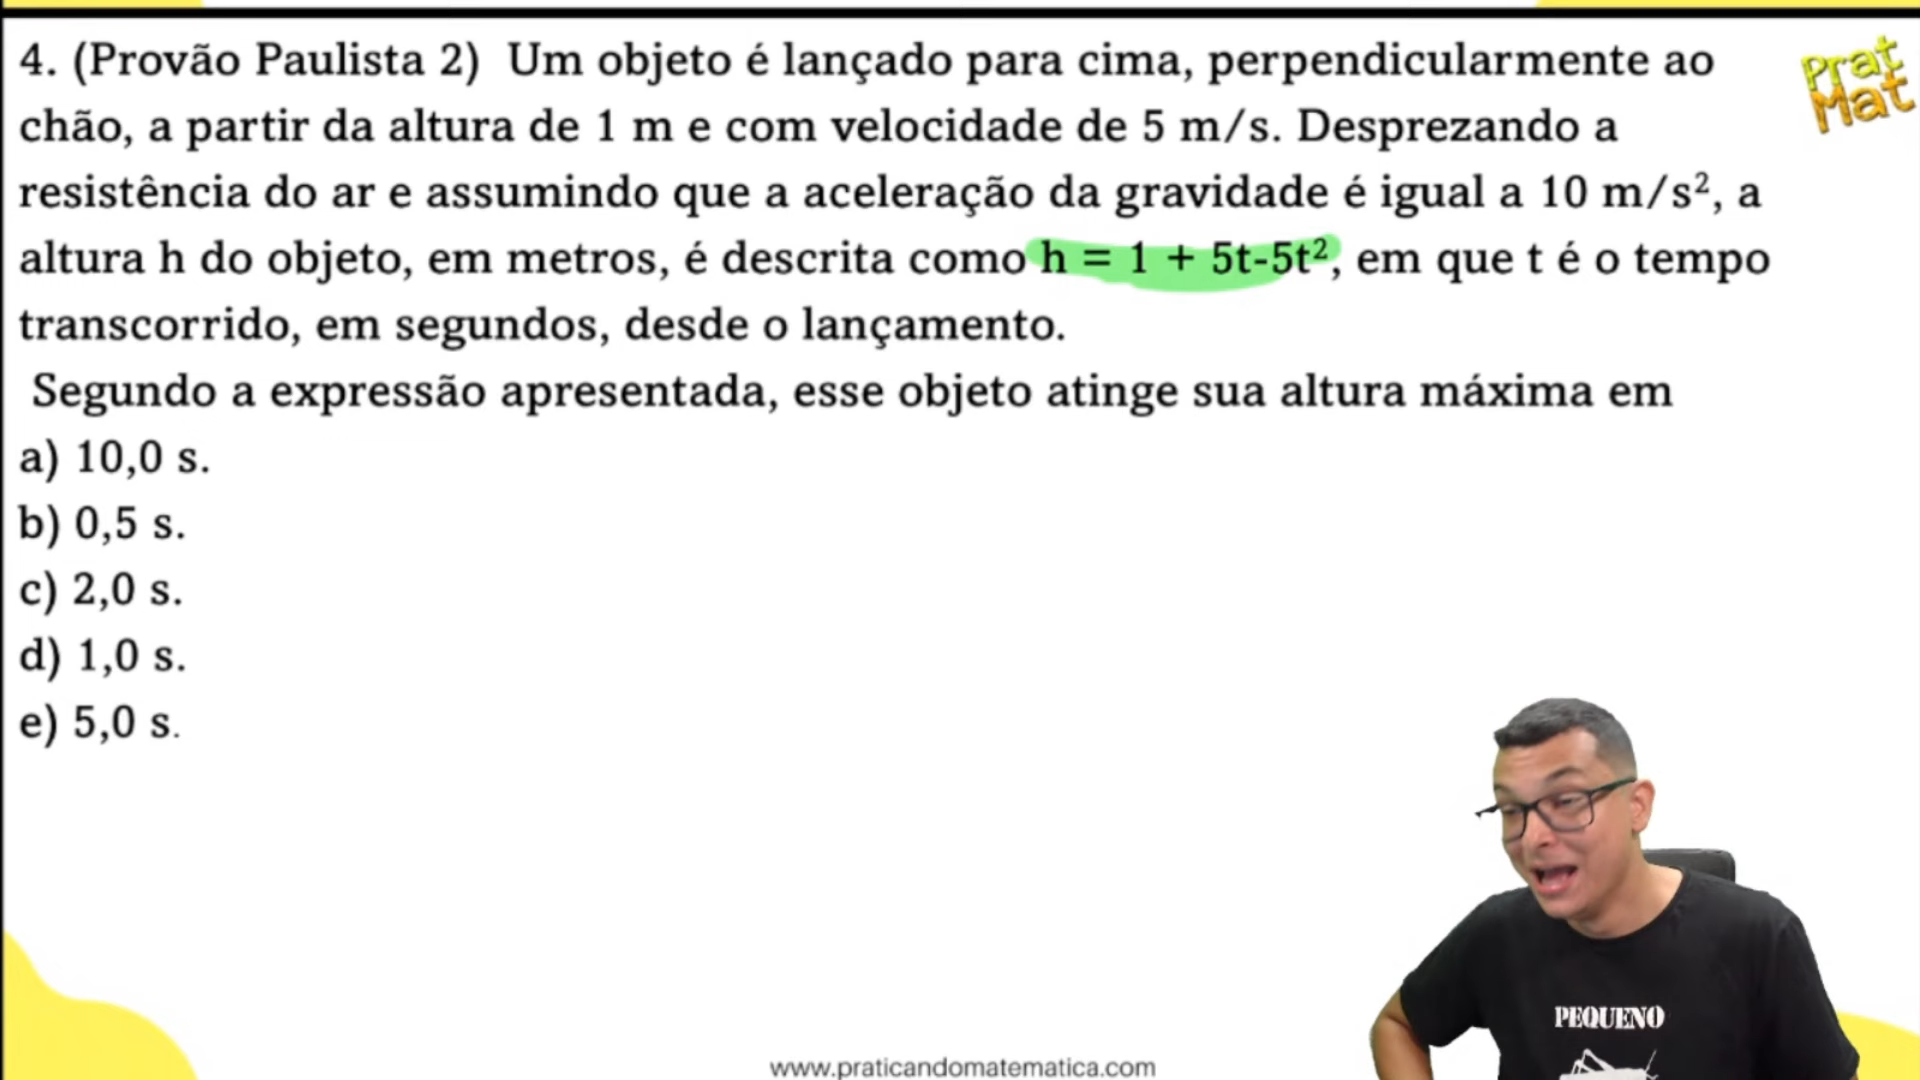 4. (Provão Paulista 2) Um objeto é lançado para cima, perpendicularmente ao
chão, a partir da altura de 1 m e com velocidade de 5 m/s. Desprezando a
resistência do ar e assumindo que a aceleração da gravidade é igual a 10 m/s², a
altura h do objeto, em metros, é descrita como h = 1 + 5t-5t², em que t é o tempo
transcorrido, em segundos, desde o lançamento.
Segundo a expressão apresentada, esse objeto atinge sua altura máxima em
a) 10,0 s.
b) 0,5 s.
c) 2,0 s.
d) 1,0 s.
e) 5,0 s.
Prat
Mat
PEQUENO
www.praticandomatematica.com